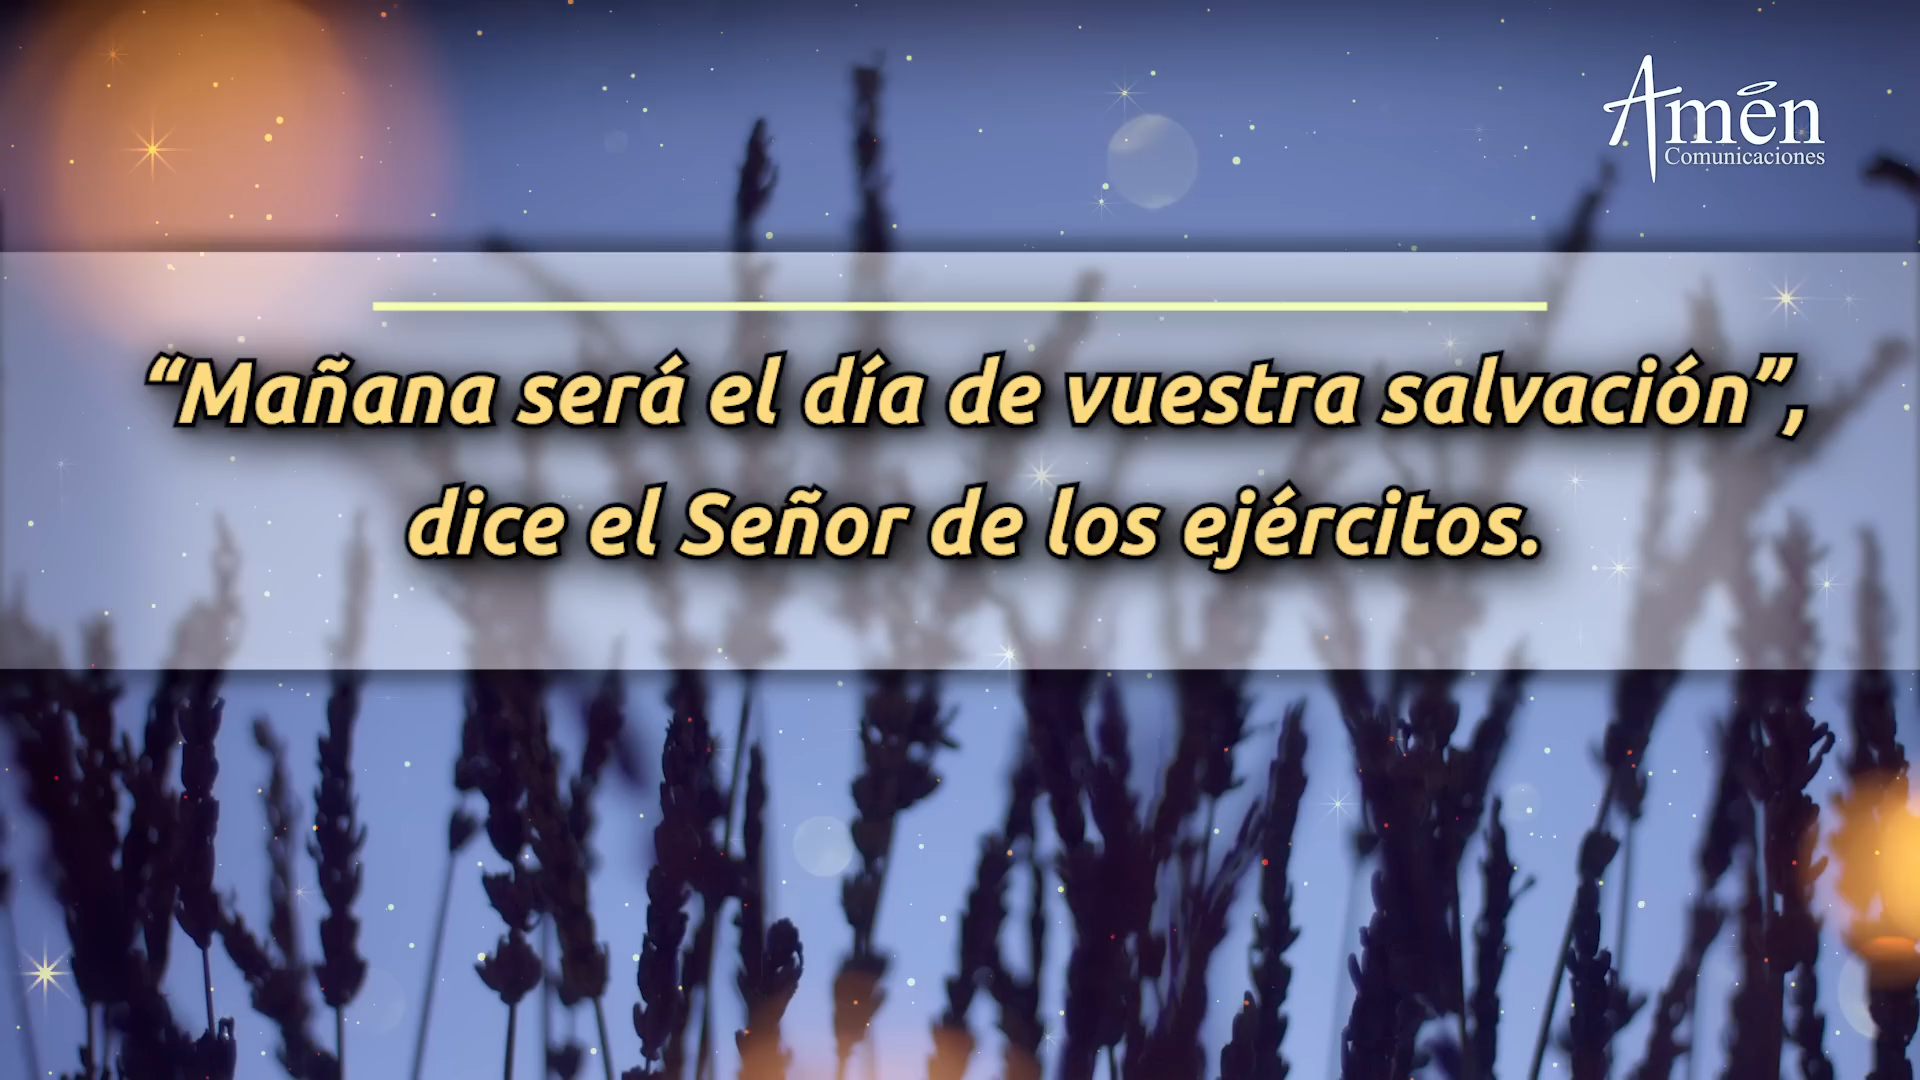 Amén
Comunicaciones
“Mañana será el día de vuestra salvación”,
dice el Señor de los ejércitos.